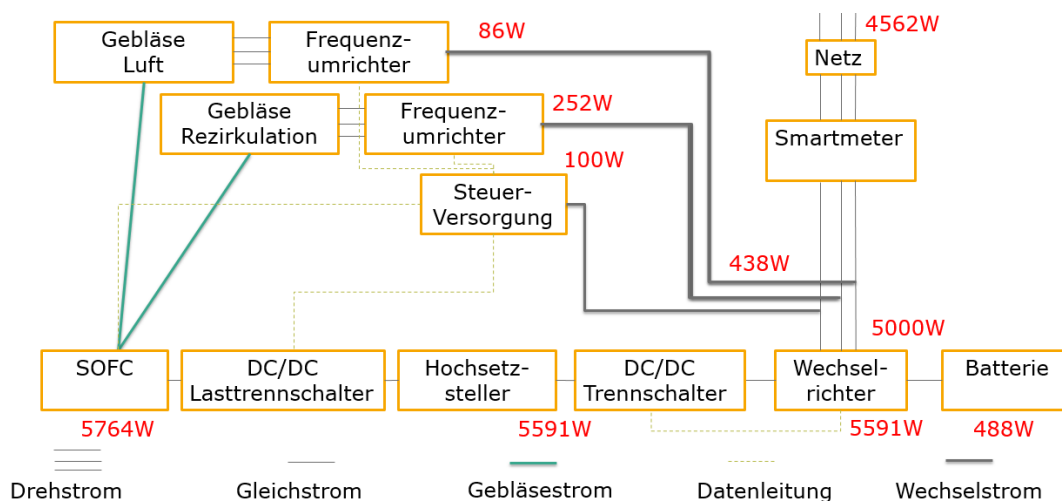 86W
4562W
Gebläse
Luft
Frequenz-
umrichter
Netz
Gebläse
Rezirkulation
Frequenz-
umrichter
252W
Smartmeter
100W
Steuer-
Versorgung
438W
5000W
SOFC
DC/DC
Lasttrennschalter
Hochsetz-
steller
DC/DC
Trennschalter
Wechsel-
richter
Batterie
5764W
5591W
5591W
488W
Drehstrom
Gleichstrom
Gebläsestrom
Datenleitung
Wechselstrom